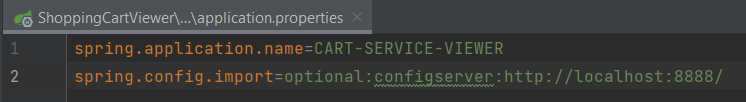 ShoppingCartViewer\...\application.properties
1 spring.application.name=CART-SERVICE-VIEWER
2 spring.config.import=optional:configserver:http://localhost:8888/